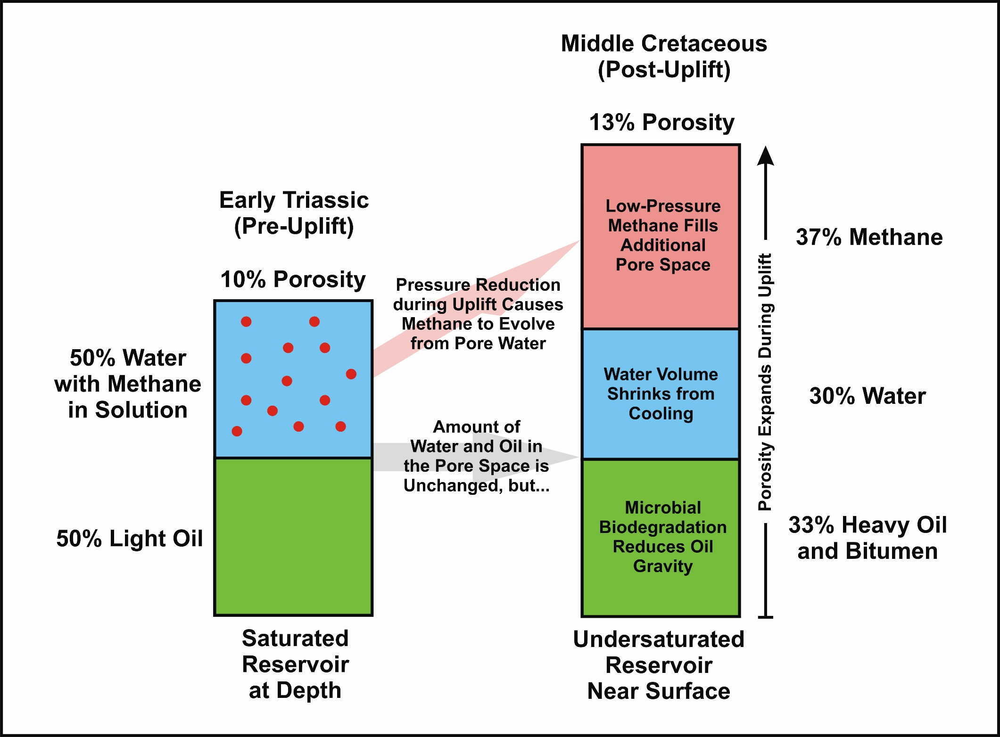 Middle Cretaceous
(Post-Uplift)
13% Porosity
Early Triassic
(Pre-Uplift)
10% Porosity
50% Water
with Methane
in Solution
50% Light Oil
Saturated
Reservoir
at Depth
Pressure Reduction
during Uplift Causes
Methane to Evolve
from Pore Water
Amount of
Water and Oil in
the Pore Space is
Unchanged, but...
Low-Pressure
Methane Fills
Additional
Pore Space
Water Volume
Shrinks from
Cooling
Microbial
Biodegradation
Reduces Oil
Gravity
Undersaturated
Reservoir
Near Surface
Porosity Expands During Uplift
37% Methane
30% Water
33% Heavy Oil
and Bitumen